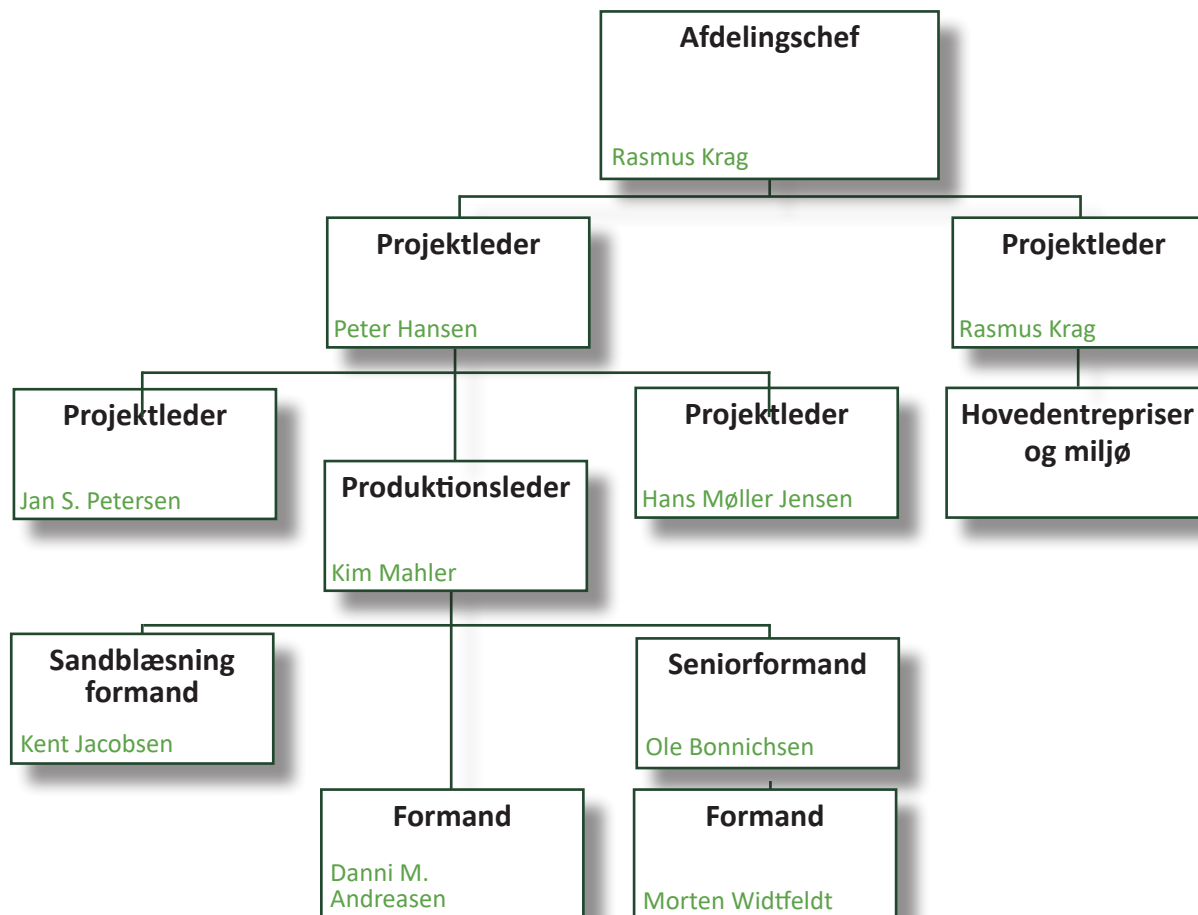 Afdelingschef
Rasmus Krag
Projektleder
Peter Hansen
Projektleder
Rasmus Krag
Projektleder
Jan S. Petersen
Produktionsleder
Kim Mahler
Projektleder
Hans Møller Jensen
Hovedentrepriser
og miljø
Sandblæsning
formand
Kent Jacobsen
Seniorformand
Ole Bonnichsen
Formand
Danni M.
Andreasen
Formand
Morten Widtfeldt